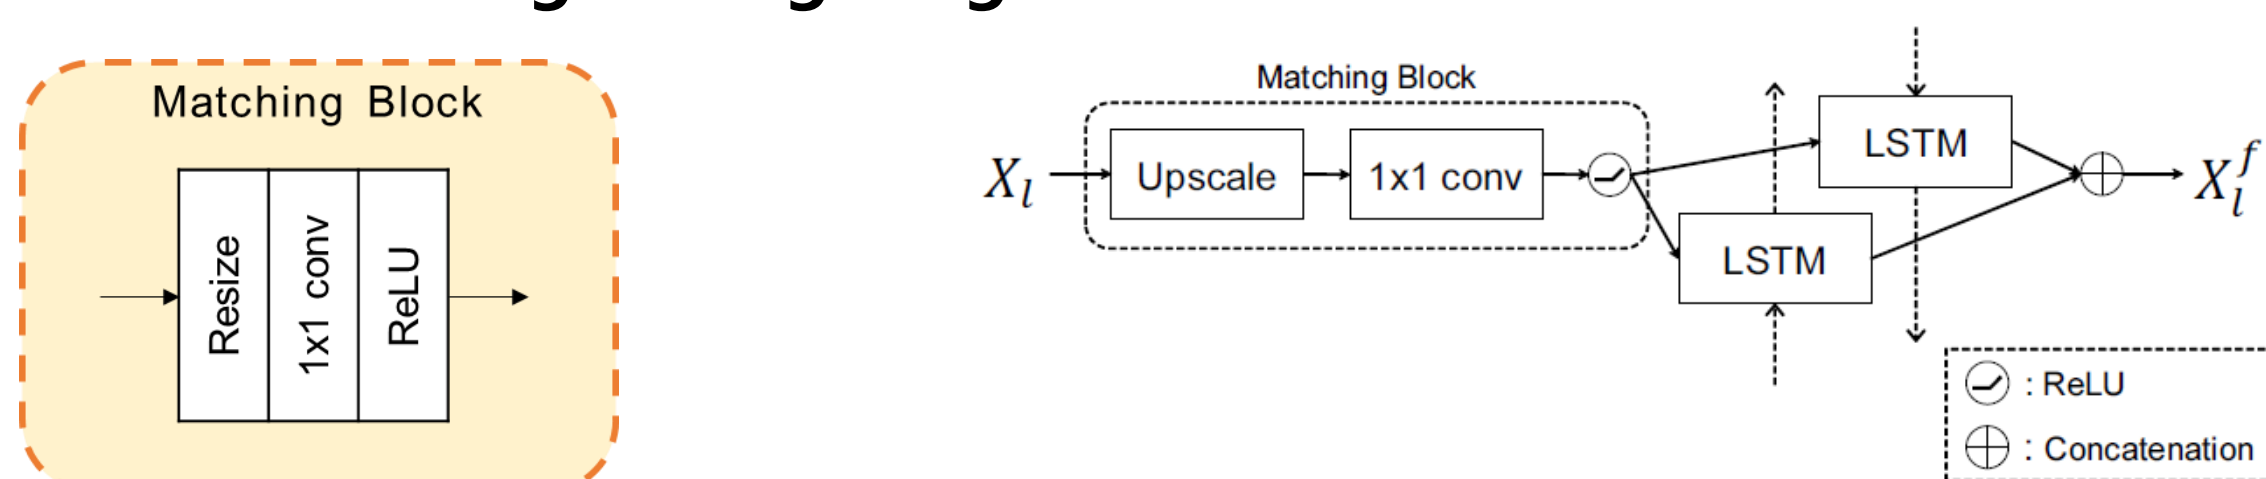 Matching Block
Resize
1x1 conv
ReLU
Matching Block
X_l
Upscale
1x1 conv
LSTM
LSTM
X_l^f
: ReLU
: Concatenation